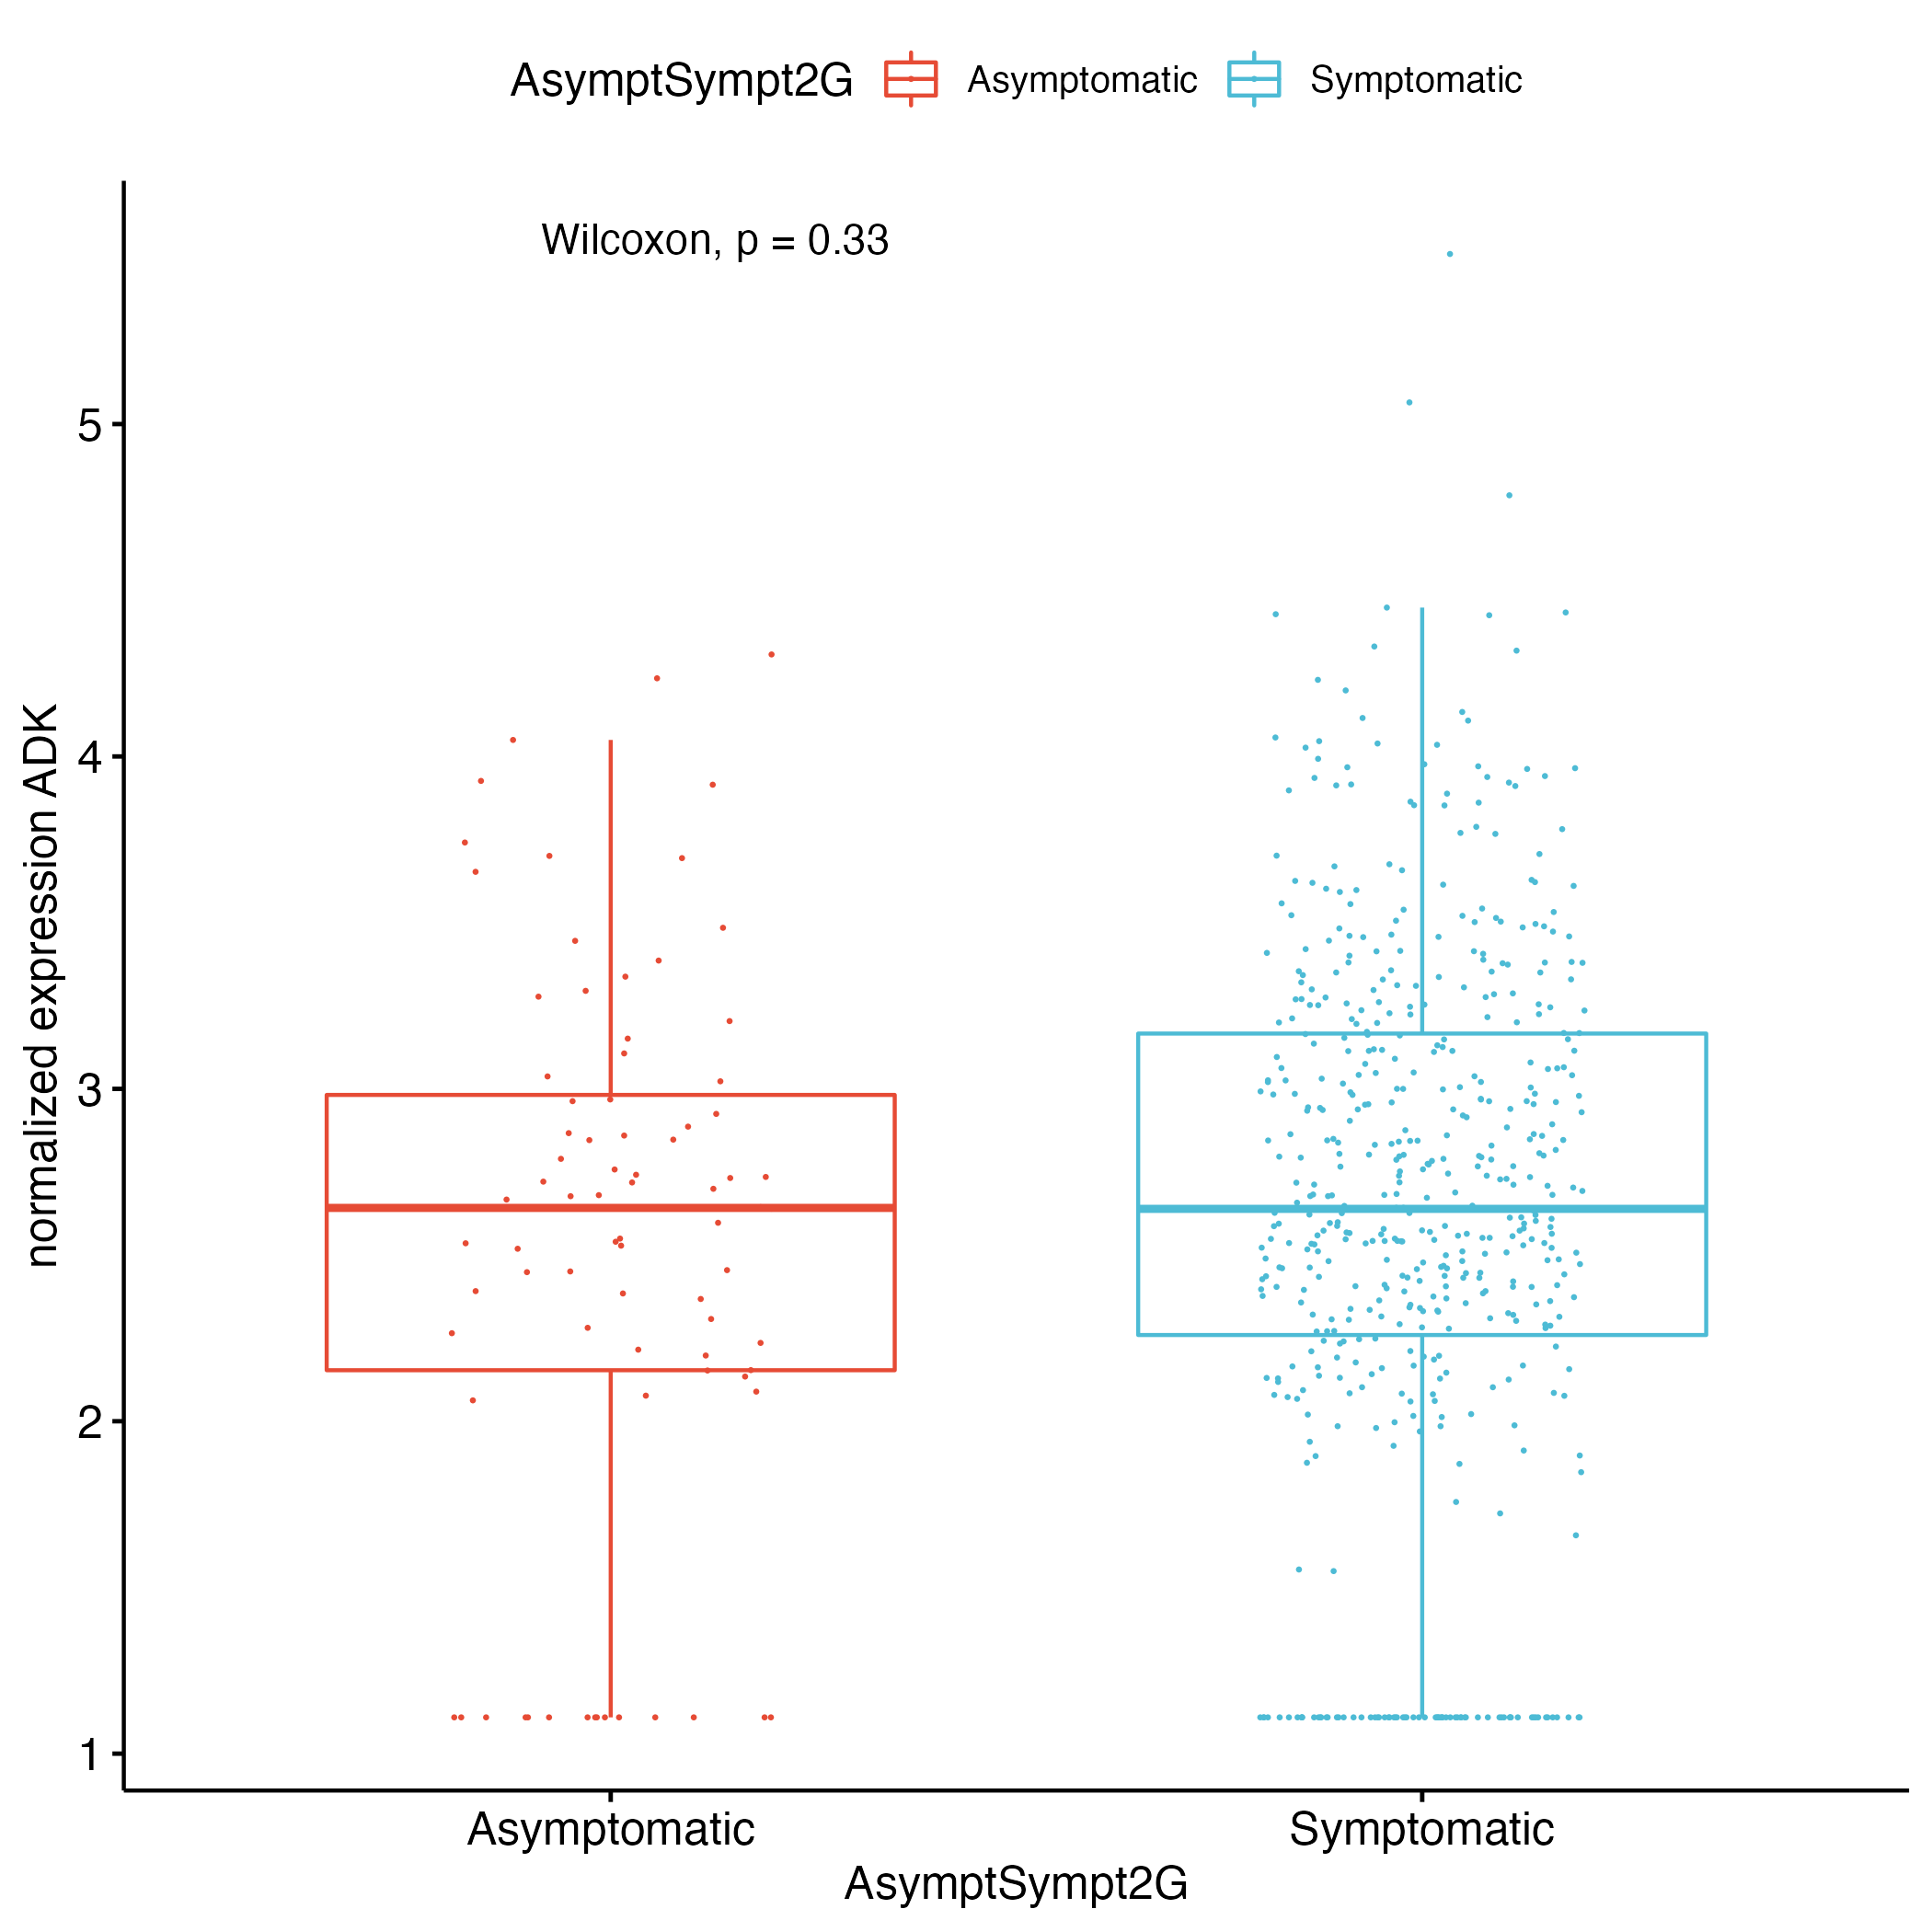 AsymptSympt2G Asymptomatic Symptomatic
Wilcoxon, p = 0.33
normalized expression ADK
5
4
3
2
1
Asymptomatic Symptomatic
AsymptSympt2G